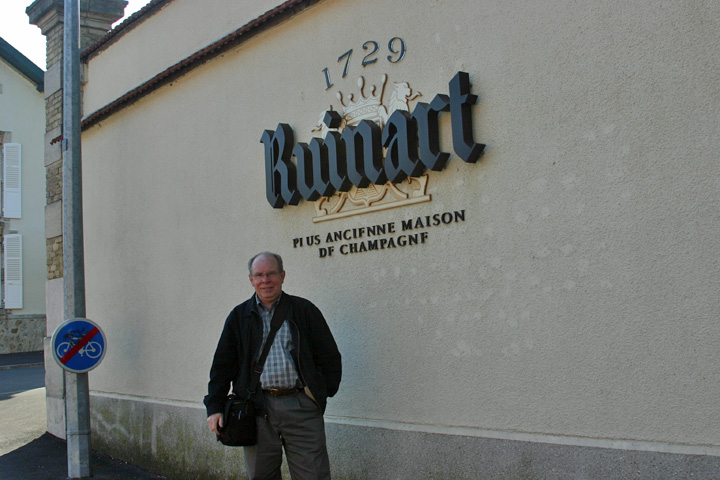 1729
Ruinart
PLUS ANCIENNE MAISON
DE CHAMPAGNE